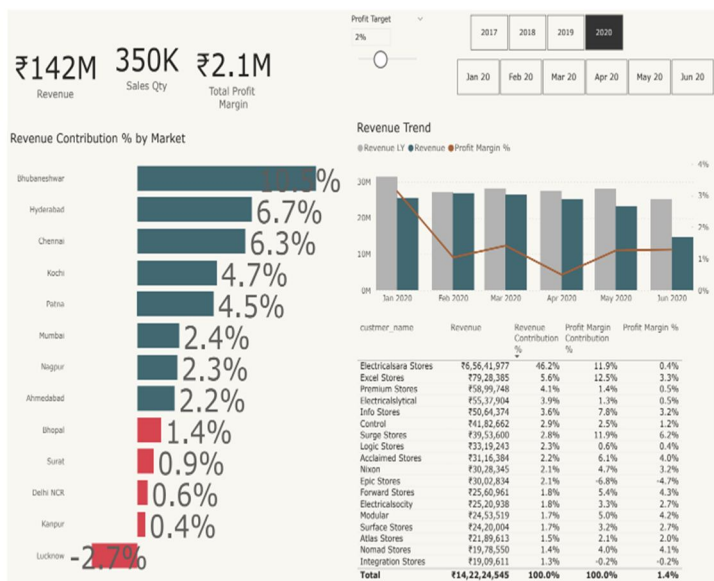 ₹142M
Revenue
350K
Sales Qty
₹2.1M
Total Profit
Margin
Profit Target
2%
2017 2018 2019 2020
Jan 20 Feb 20 Mar 20 Apr 20 May 20 Jun 20
Revenue Contribution % by Market
Bhubaneshwar
Hyderabad 6.7%
Chennai 6.3%
Kochi 4.7%
Patna 4.5%
Mumbai 2.4%
Nagpur 2.3%
Ahmedabad 2.2%
Bhopal 1.4%
Surat 0.9%
Delhi NCR 0.6%
Kanpur 0.4%
Lucknow -2.7%
Revenue Trend
Revenue LY Revenue Profit Margin %
4%
30M
20M 2%
10M 1%
0M 0%
Jan 2020 Feb 2020 Mar 2020 Apr 2020 May 2020 Jun 2020
custmer_name Revenue Revenue Contribution % Profit Margin Contribution % Profit Margin %
Electricalsara Stores ₹6,56,41,977 46.2% 11.9% 0.4%
Excel Stores ₹79,28,385 5.6% 12.5% 3.3%
Premium Stores ₹58,99,748 4.1% 1.4% 0.5%
Electricalslytical ₹55,37,904 3.9% 1.3% 0.5%
Info Stores ₹50,64,374 3.6% 7.8% 3.2%
Control ₹41,82,662 2.9% 2.5% 1.2%
Surge Stores ₹39,53,600 2.8% 11.9% 6.2%
Logic Stores ₹33,19,243 2.3% 0.6% 0.4%
Acclaimed Stores ₹31,16,384 2.2% 6.1% 4.0%
Nixon ₹30,28,345 2.1% 4.7% 3.2%
Epic Stores ₹30,02,834 2.1% -6.8% -4.7%
Forward Stores ₹25,60,961 1.8% 5.4% 4.3%
Electricalsocity ₹25,20,938 1.8% 3.3% 2.7%
Modular ₹24,53,519 1.7% 5.0% 4.2%
Surface Stores ₹24,20,004 1.7% 3.2% 2.7%
Atlas Stores ₹21,89,613 1.5% 2.1% 2.0%
Nomad Stores ₹19,78,550 1.4% 4.0% 4.1%
Integration Stores ₹19,09,611 1.3% -0.2% -0.2%
Total ₹14,22,24,545 100.0% 100.0% 1.4%